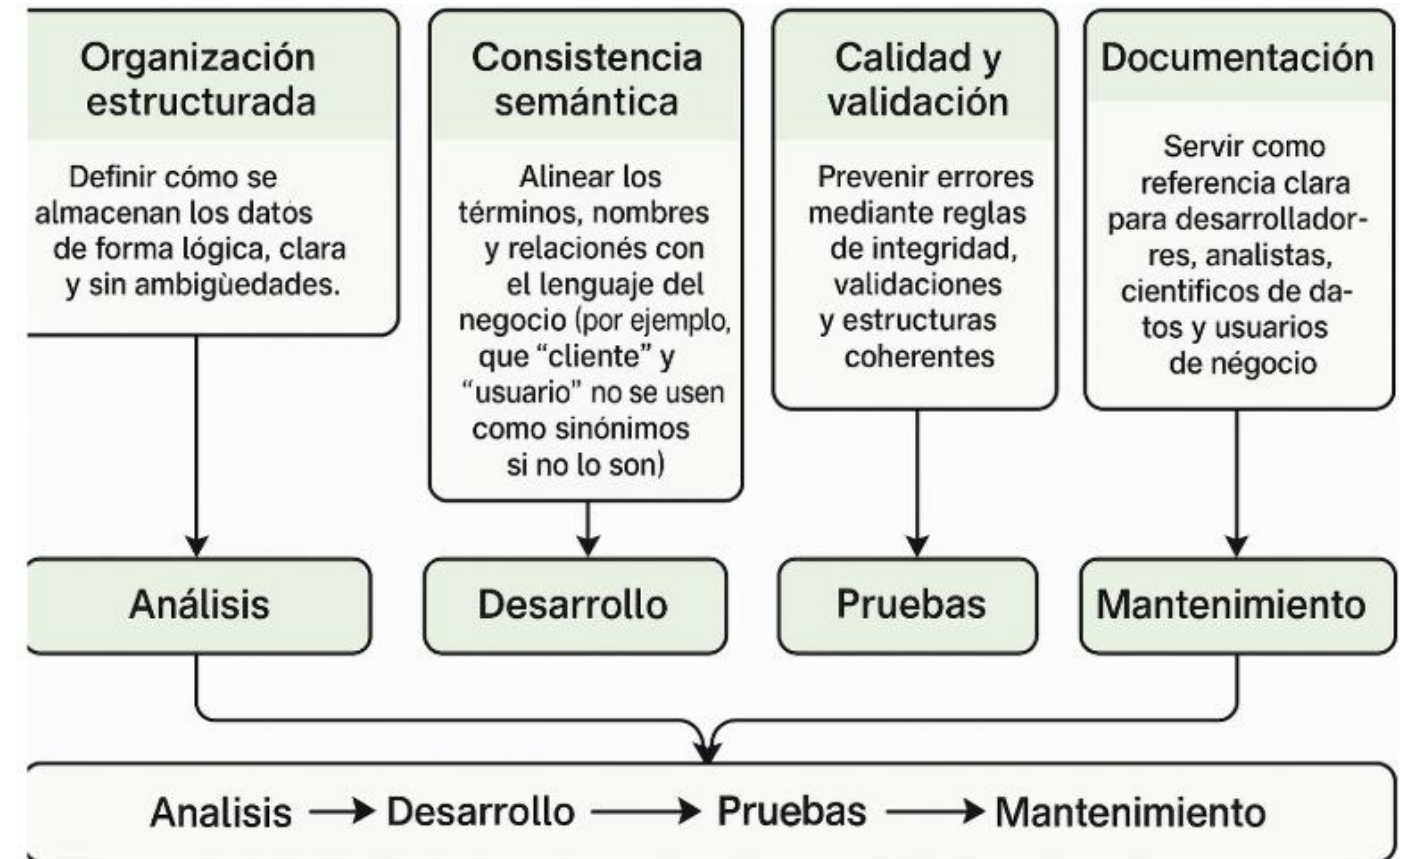 Organización
estructurada
Definir cómo se
almacenan los datos
de forma lógica, clara
y sin ambigùedades.
Consistencia
semántica
Alinear los
términos, nombres
y relacionés con
el lenguaje del
negocio (por ejemplo,
que “cliente” y
“usuario” no se usen
como sinónimos
si no lo son)
Calidad y
validación
Prevenir errores
mediante reglas
de integridad,
validaciones
y estructuras
coherentes
Documentación
Servir como
referencia clara
para desarrollador-
res, analistas,
cientificos de da-
tos y usuarios
de négocio
Análisis
Desarrollo
Pruebas
Mantenimiento
Analisis → Desarrollo → Pruebas → Mantenimiento